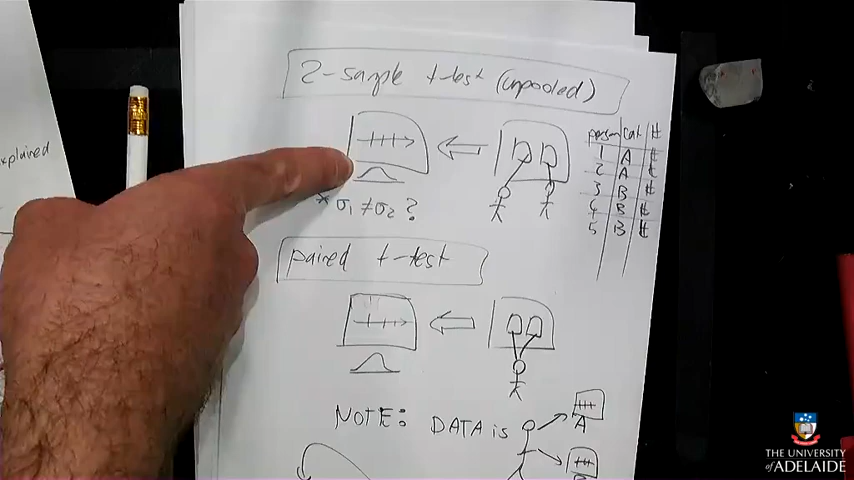 2-sample t-test (unpooled)
xplained
person cat #
1 A #
2 A #
3 B #
4 B #
5 B #
* σ₁ ≠ σ₂ ?
paired t-test
NOTE: DATA is
A
THE UNIVERSITY
of ADELAIDE